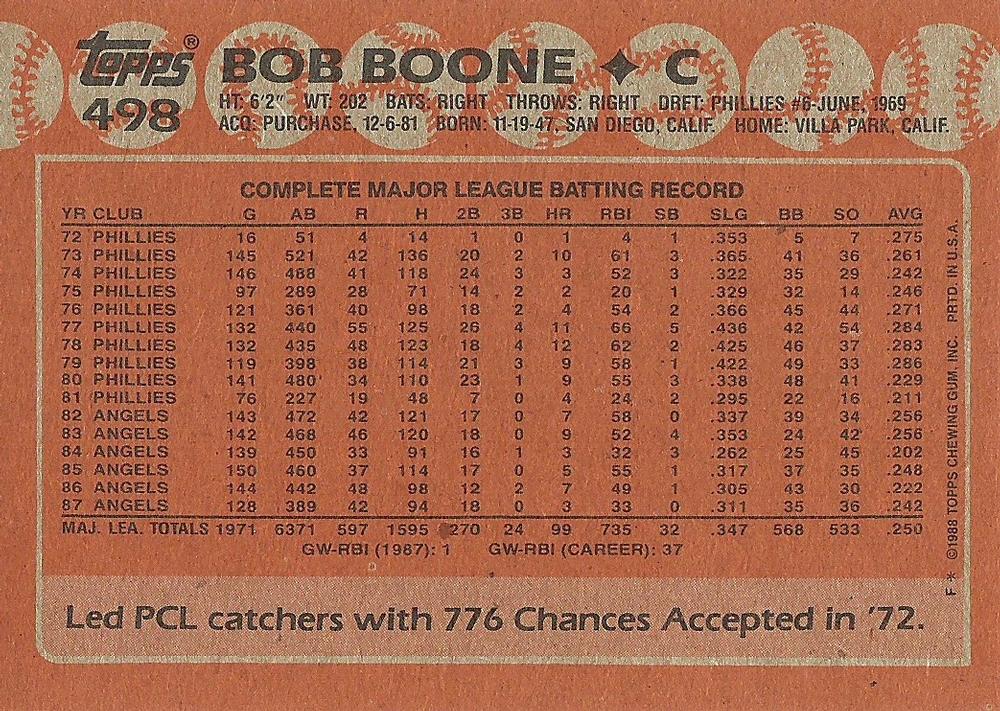 topps® BOB BOONE ✦ C
498 HT: 6'2" WT: 202 BATS: RIGHT THROWS: RIGHT DRFT: PHILLIES #6-JUNE, 1969
ACQ: PURCHASE, 12-6-81 BORN: 11-19-47, SAN DIEGO, CALIF. HOME: VILLA PARK, CALIF.
COMPLETE MAJOR LEAGUE BATTING RECORD
YR CLUB G AB R H 2B 3B HR RBI SB SLG BB SO AVG
72 PHILLIES 16 51 4 14 1 0 1 4 1 .353 5 7 .275
73 PHILLIES 145 521 42 136 20 2 10 61 3 .365 41 36 .261
74 PHILLIES 146 488 41 118 24 3 3 52 3 .322 35 29 .242
75 PHILLIES 97 289 28 71 14 2 2 20 1 .329 32 14 .246
76 PHILLIES 121 361 40 98 18 2 4 54 2 .366 45 44 .271
77 PHILLIES 132 440 55 125 26 4 11 66 5 .436 42 54 .284
78 PHILLIES 132 435 48 123 18 4 12 62 2 .425 46 37 .283
79 PHILLIES 119 398 38 114 21 3 9 58 1 .422 49 33 .286
80 PHILLIES 141 480 34 110 23 1 9 55 3 .338 48 41 .229
81 PHILLIES 76 227 19 48 7 0 4 24 2 .295 22 16 .211
82 ANGELS 143 472 42 121 17 0 7 58 0 .337 39 34 .256
83 ANGELS 142 468 46 120 18 0 9 52 4 .353 24 42 .256
84 ANGELS 139 450 33 91 16 1 3 32 3 .262 25 45 .202
85 ANGELS 150 460 37 114 17 0 5 55 1 .317 37 35 .248
86 ANGELS 144 442 48 98 12 2 7 49 1 .305 43 30 .222
87 ANGELS 128 389 42 94 18 0 3 33 0 .311 35 36 .242
MAJ. LEA. TOTALS 1971 6371 597 1595 270 24 99 735 32 .347 568 533 .250
GW-RBI (1987): 1 GW-RBI (CAREER): 37
Led PCL catchers with 776 Chances Accepted in '72.
F * ©1988 TOPPS CHEWING GUM, INC. PRTD. IN U.S.A.